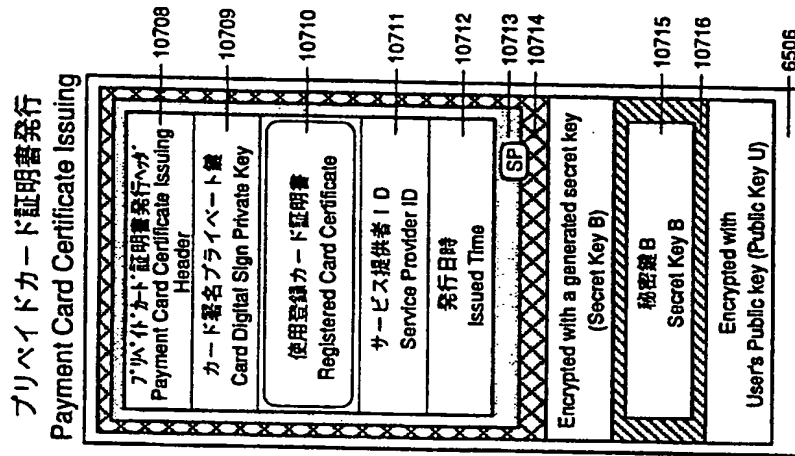 プリペイドカード証明書発行
Payment Card Certificate Issuing
プリペイドカード証明書発行ヘッダ
Payment Card Certificate Issuing
Header
10708
カード署名プライベート鍵
Card Digital Sign Private Key
10709
使用登録カード証明書
Registered Card Certificate
10710
サービス提供者ID
Service Provider ID
10711
発行日時
Issued Time
10712
SP
10713
10714
Encrypted with a generated secret key
(Secret Key B)
秘密鍵B
Secret Key B
10715
10716
Encrypted with
User's Public key (Public Key U)
6506